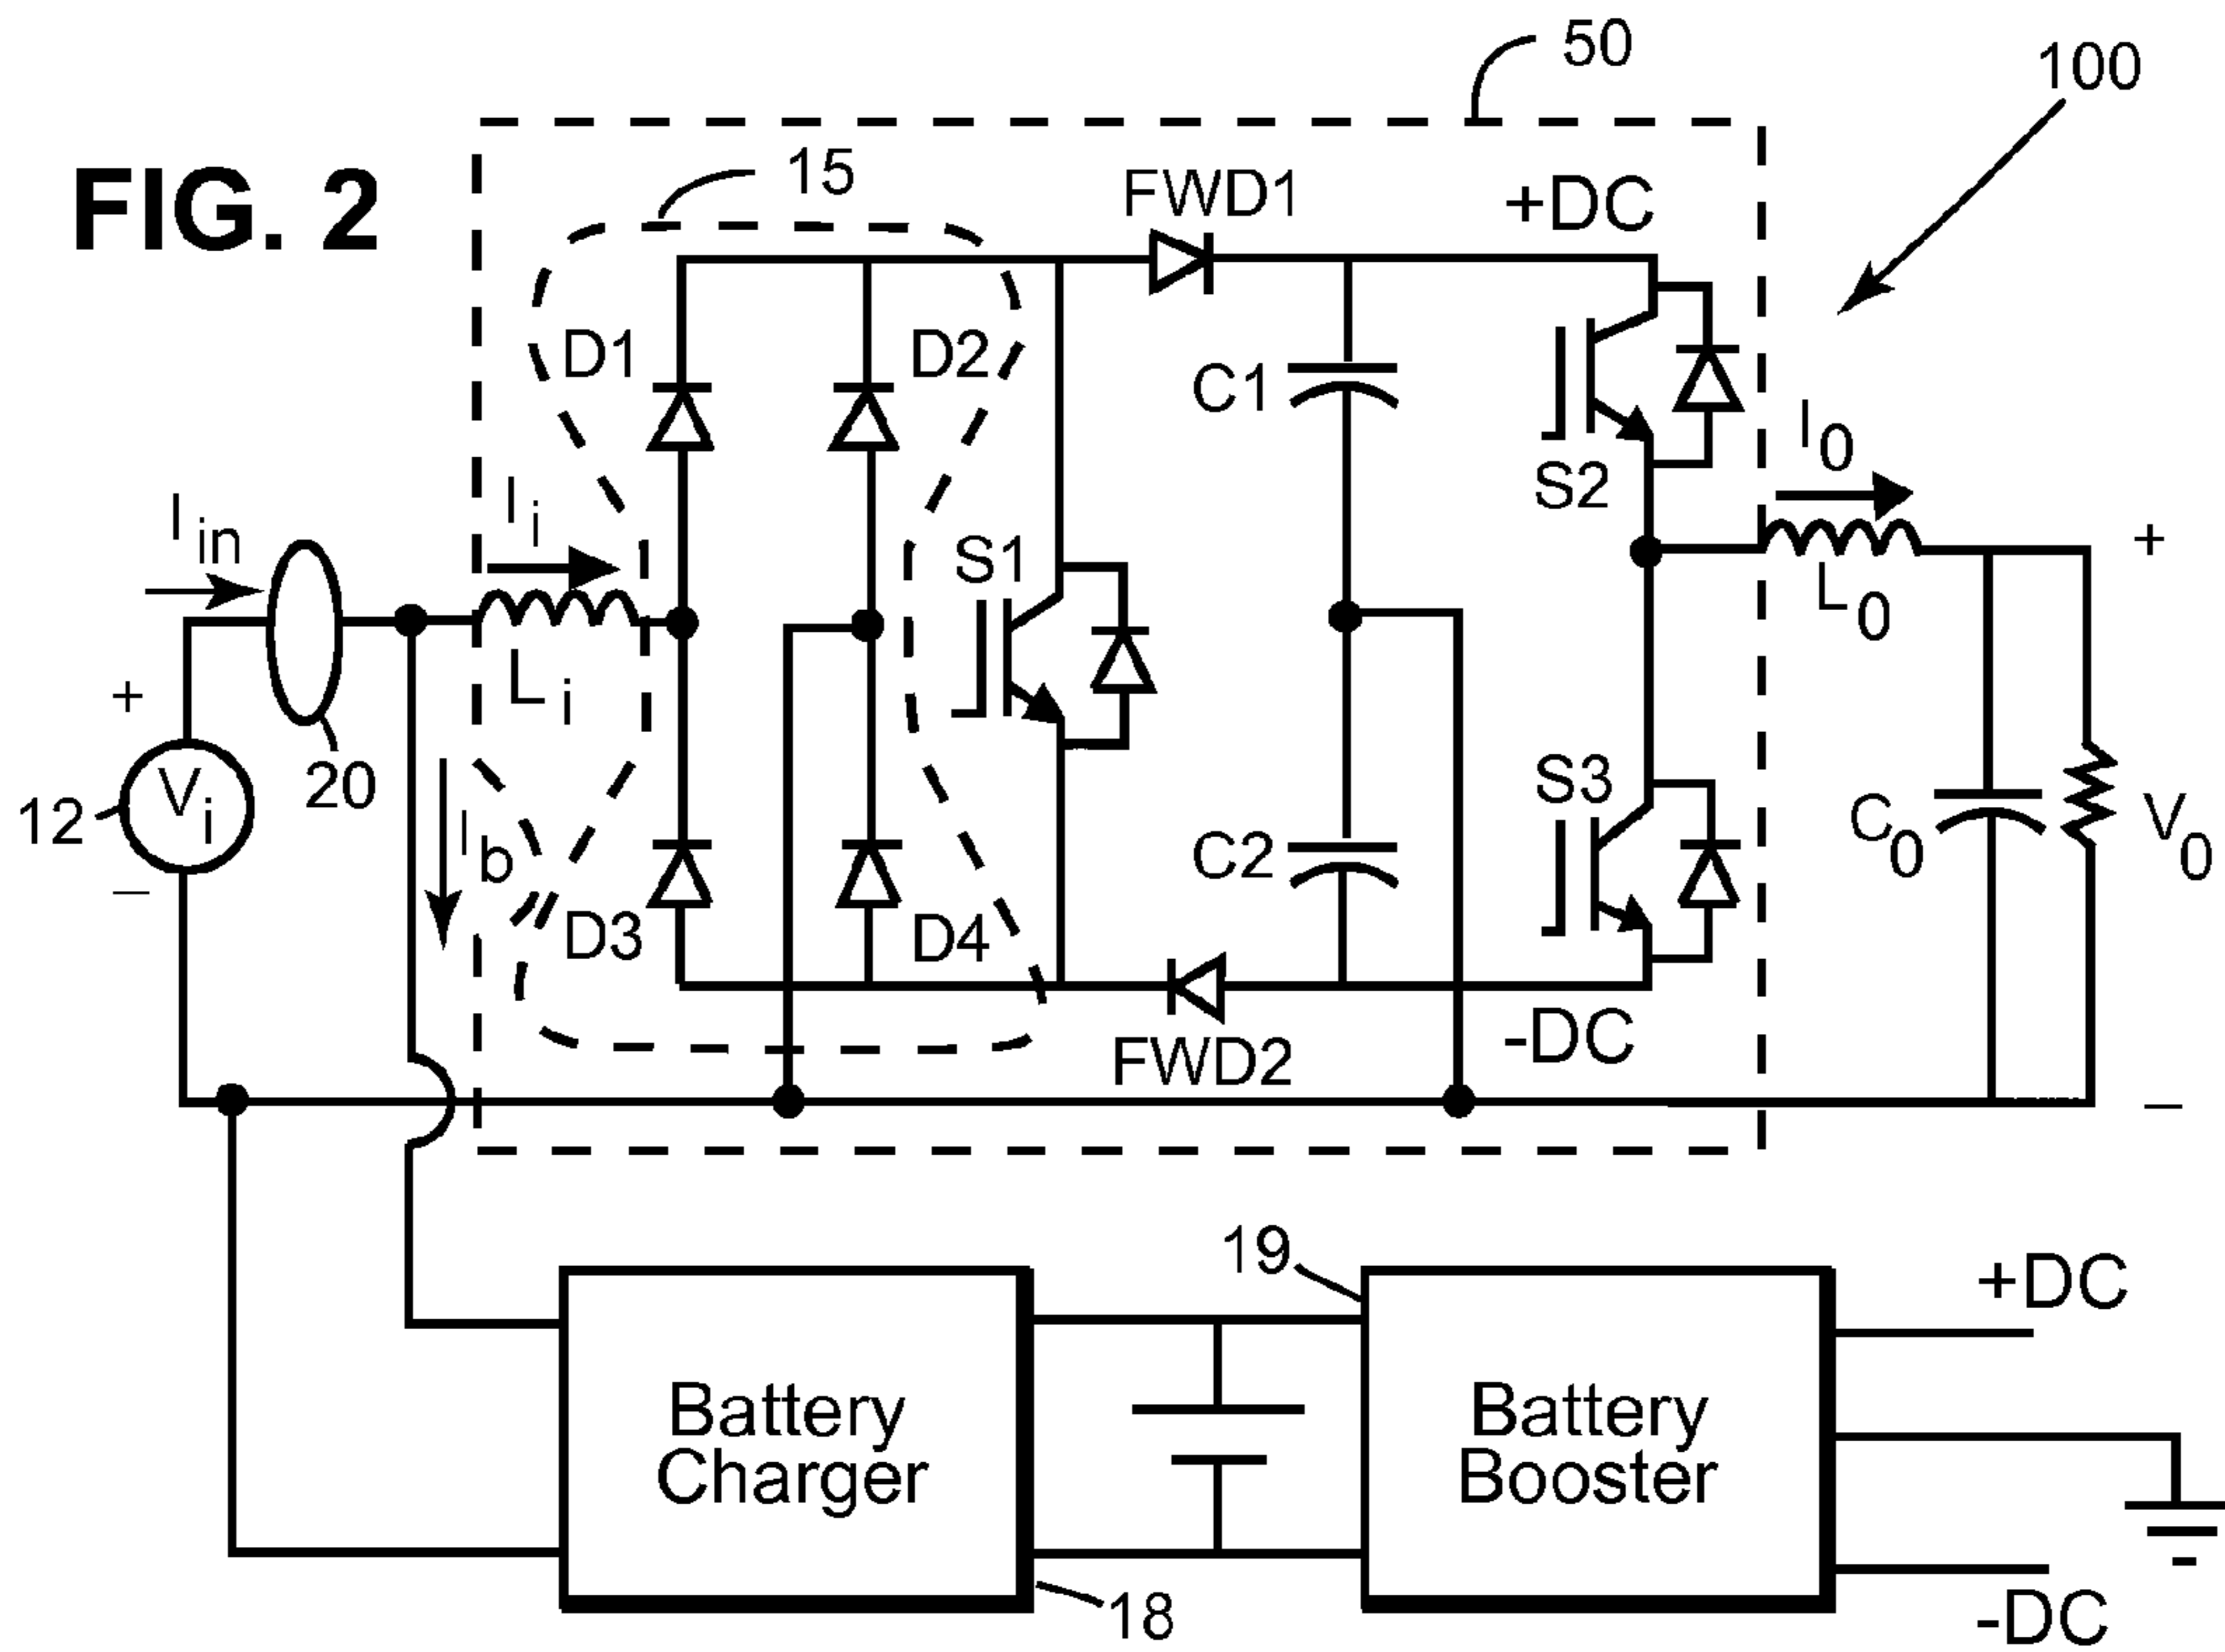 FIG. 2
50
100
15
FWD1
+DC
D1
D2
C1
I0
S2
Ii
Iin
S1
+
L0
Li
+
20
S3
12
Vi
Ib
C0
V0
C2
–
D3
D4
-DC
FWD2
–
19
+DC
Battery
Charger
Battery
Booster
18
-DC